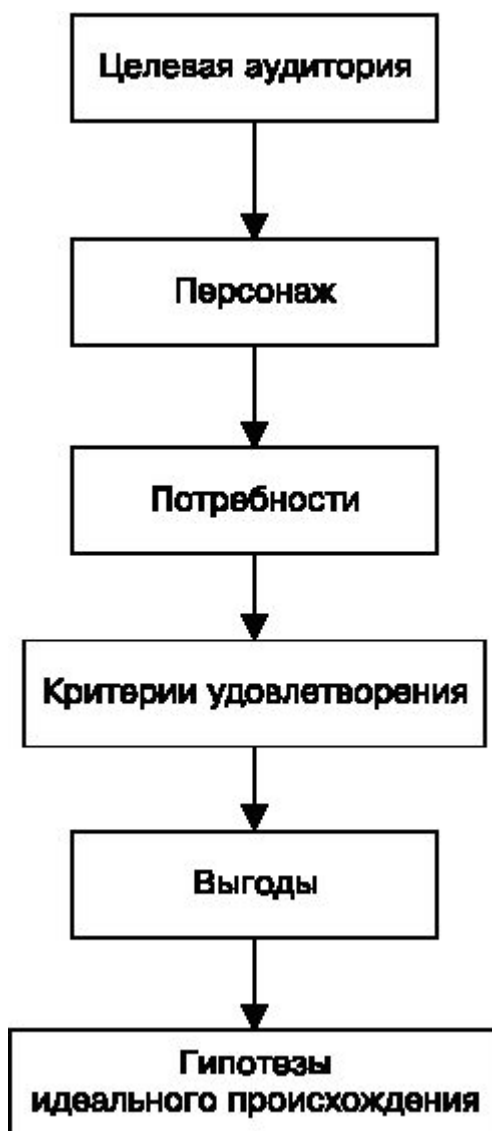 Целевая аудитория
Персонаж
Потребности
Критерии удовлетворения
Выгоды
Гипотезы
идеального происхождения